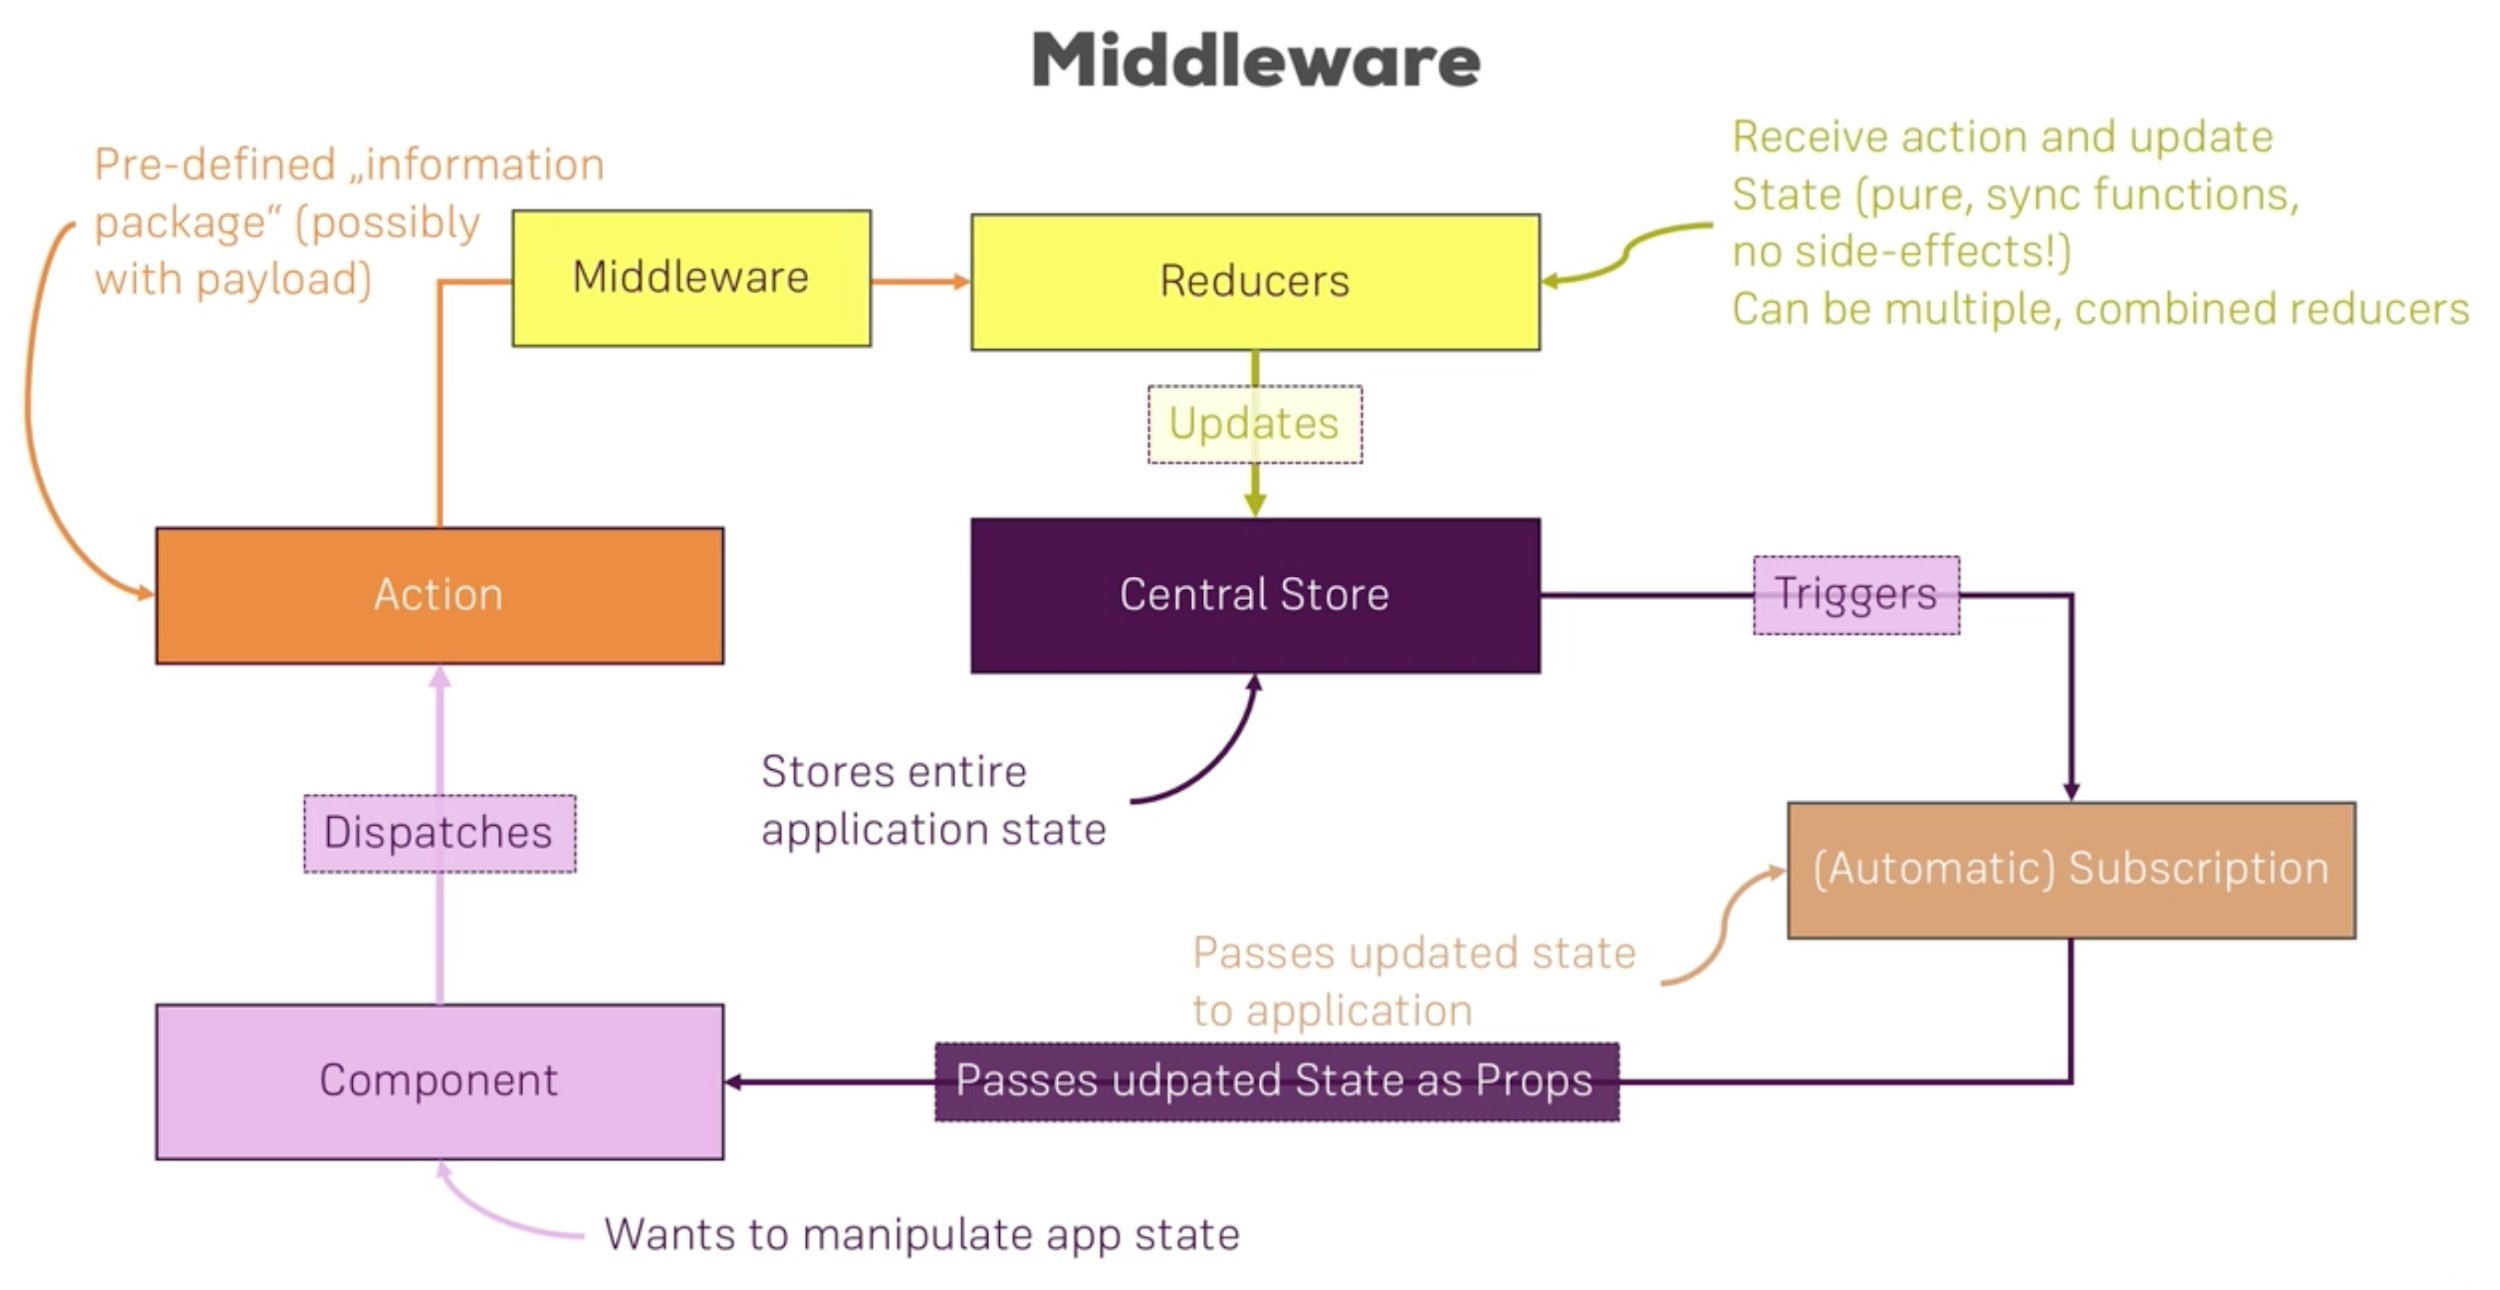 Middleware
Pre-defined „information
package“ (possibly
with payload)
Middleware
Reducers
Receive action and update
State (pure, sync functions,
no side-effects!)
Can be multiple, combined reducers
Updates
Action
Central Store
Triggers
Stores entire
application state
Dispatches
(Automatic) Subscription
Passes updated state
to application
Component
Passes udpated State as Props
Wants to manipulate app state